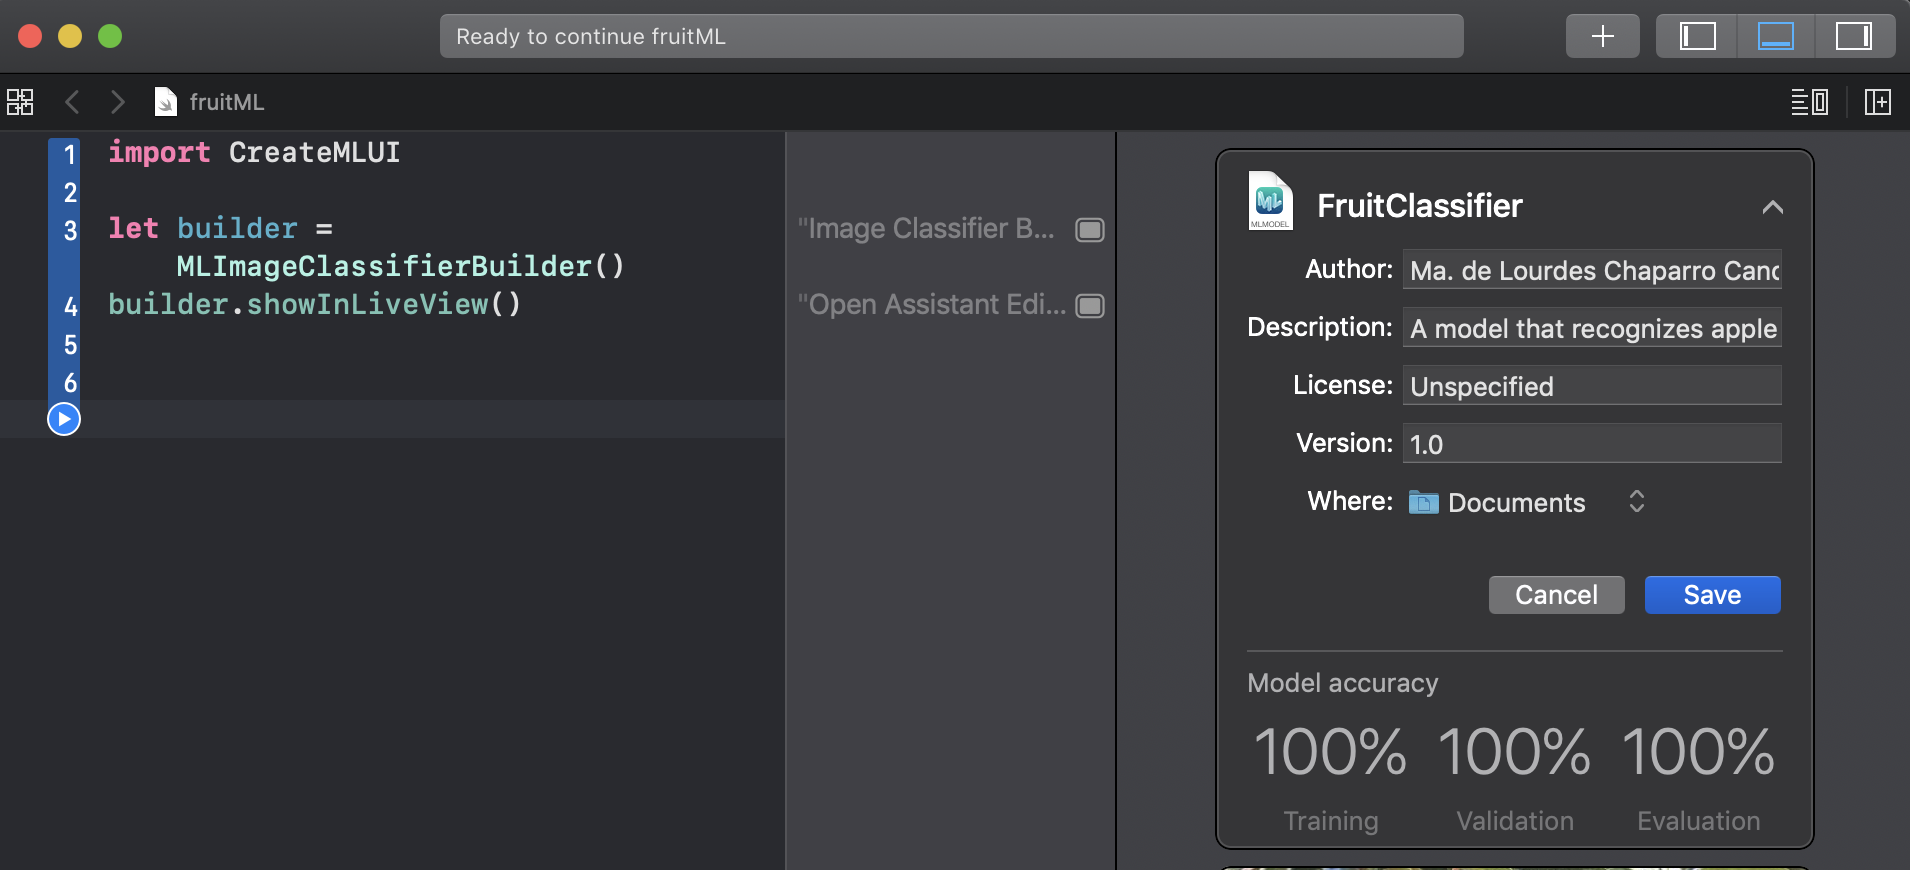 Ready to continue fruitML
fruitML
1 import CreateMLUI
2
3 let builder =
MLImageClassifierBuilder()
4 builder.showInLiveView()
5
6
"Image Classifier B...
"Open Assistant Edi...
ML
MLMODEL
FruitClassifier
Author: Ma. de Lourdes Chaparro
Description: A model that recognizes apple
License: Unspecified
Version: 1.0
Where: Documents
Cancel Save
Model accuracy
100% 100% 100%
Training Validation Evaluation